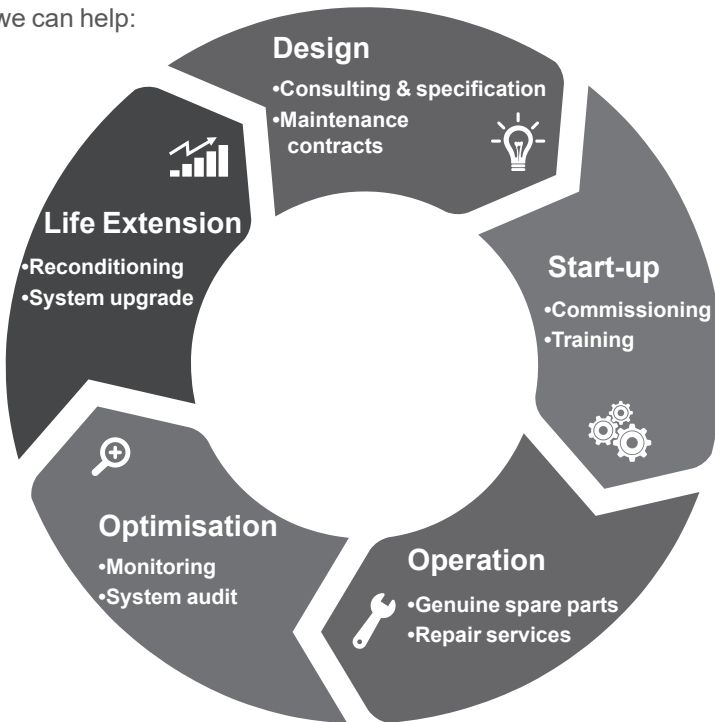 we can help:
Design
•Consulting & specification
•Maintenance
contracts
Start-up
•Commissioning
•Training
Operation
•Genuine spare parts
•Repair services
Optimisation
•Monitoring
•System audit
Life Extension
•Reconditioning
•System upgrade